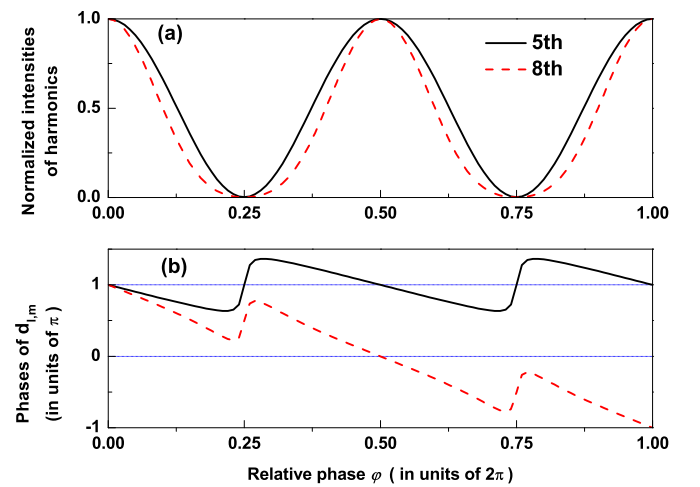 (a)
5th
8th
Normalized intensities
of harmonics
1.0
0.5
0.0
0.00 0.25 0.50 0.75 1.00
(b)
Phases of d_{l,m}
(in units of π)
1
0
-1
0.00 0.25 0.50 0.75 1.00
Relative phase φ ( in units of 2π )